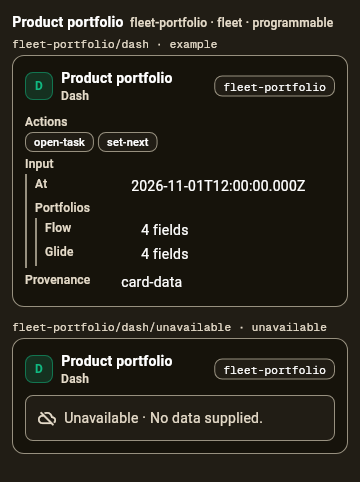 Product portfolio fleet-portfolio · fleet · programmable
fleet-portfolio/dash · example
D Product portfolio fleet-portfolio
Dash
Actions
open-task set-next
Input
At 2026-11-01T12:00:00.000Z
Portfolios
Flow 4 fields
Glide 4 fields
Provenance card-data
fleet-portfolio/dash/unavailable · unavailable
D Product portfolio fleet-portfolio
Dash
Unavailable · No data supplied.